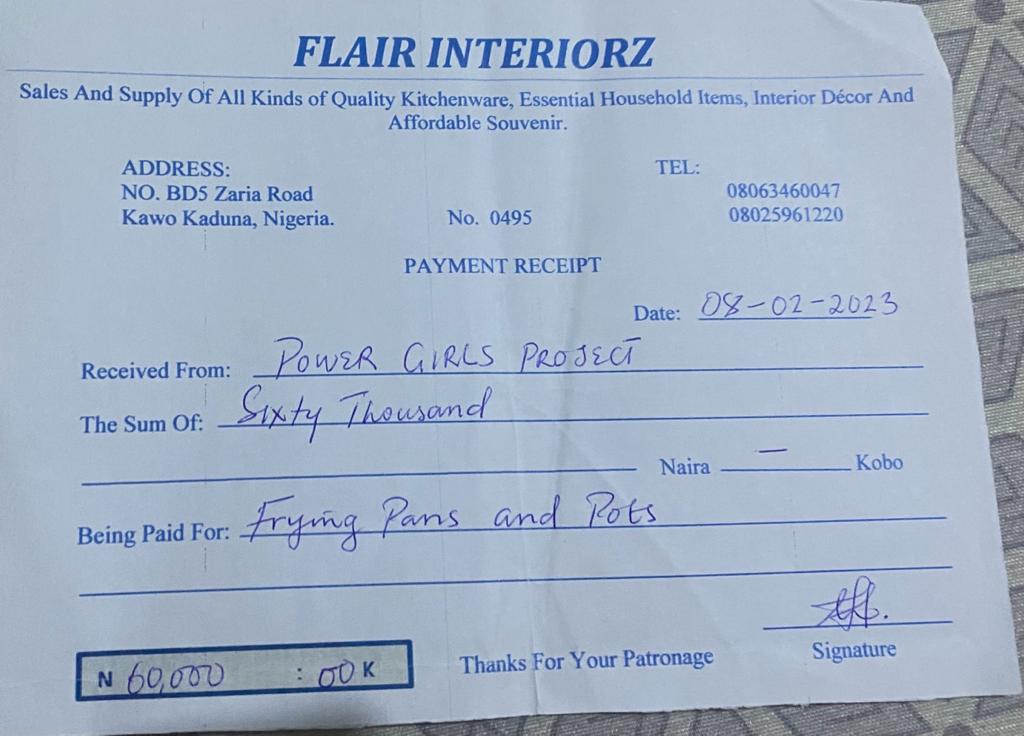 FLAIR INTERIORZ
Sales And Supply Of All Kinds of Quality Kitchenware, Essential Household Items, Interior Décor And
Affordable Souvenir.
ADDRESS:
NO. BD5 Zaria Road
Kawo Kaduna, Nigeria.
No. 0495
TEL:
08063460047
08025961220
PAYMENT RECEIPT
Date: 08-02-2023
Received From: POWER GIRLS PROJECT
The Sum Of: Sixty Thousand
Naira — Kobo
Being Paid For: Frying Pans and Pots
N 60,000 : 00 K
Thanks For Your Patronage
Signature